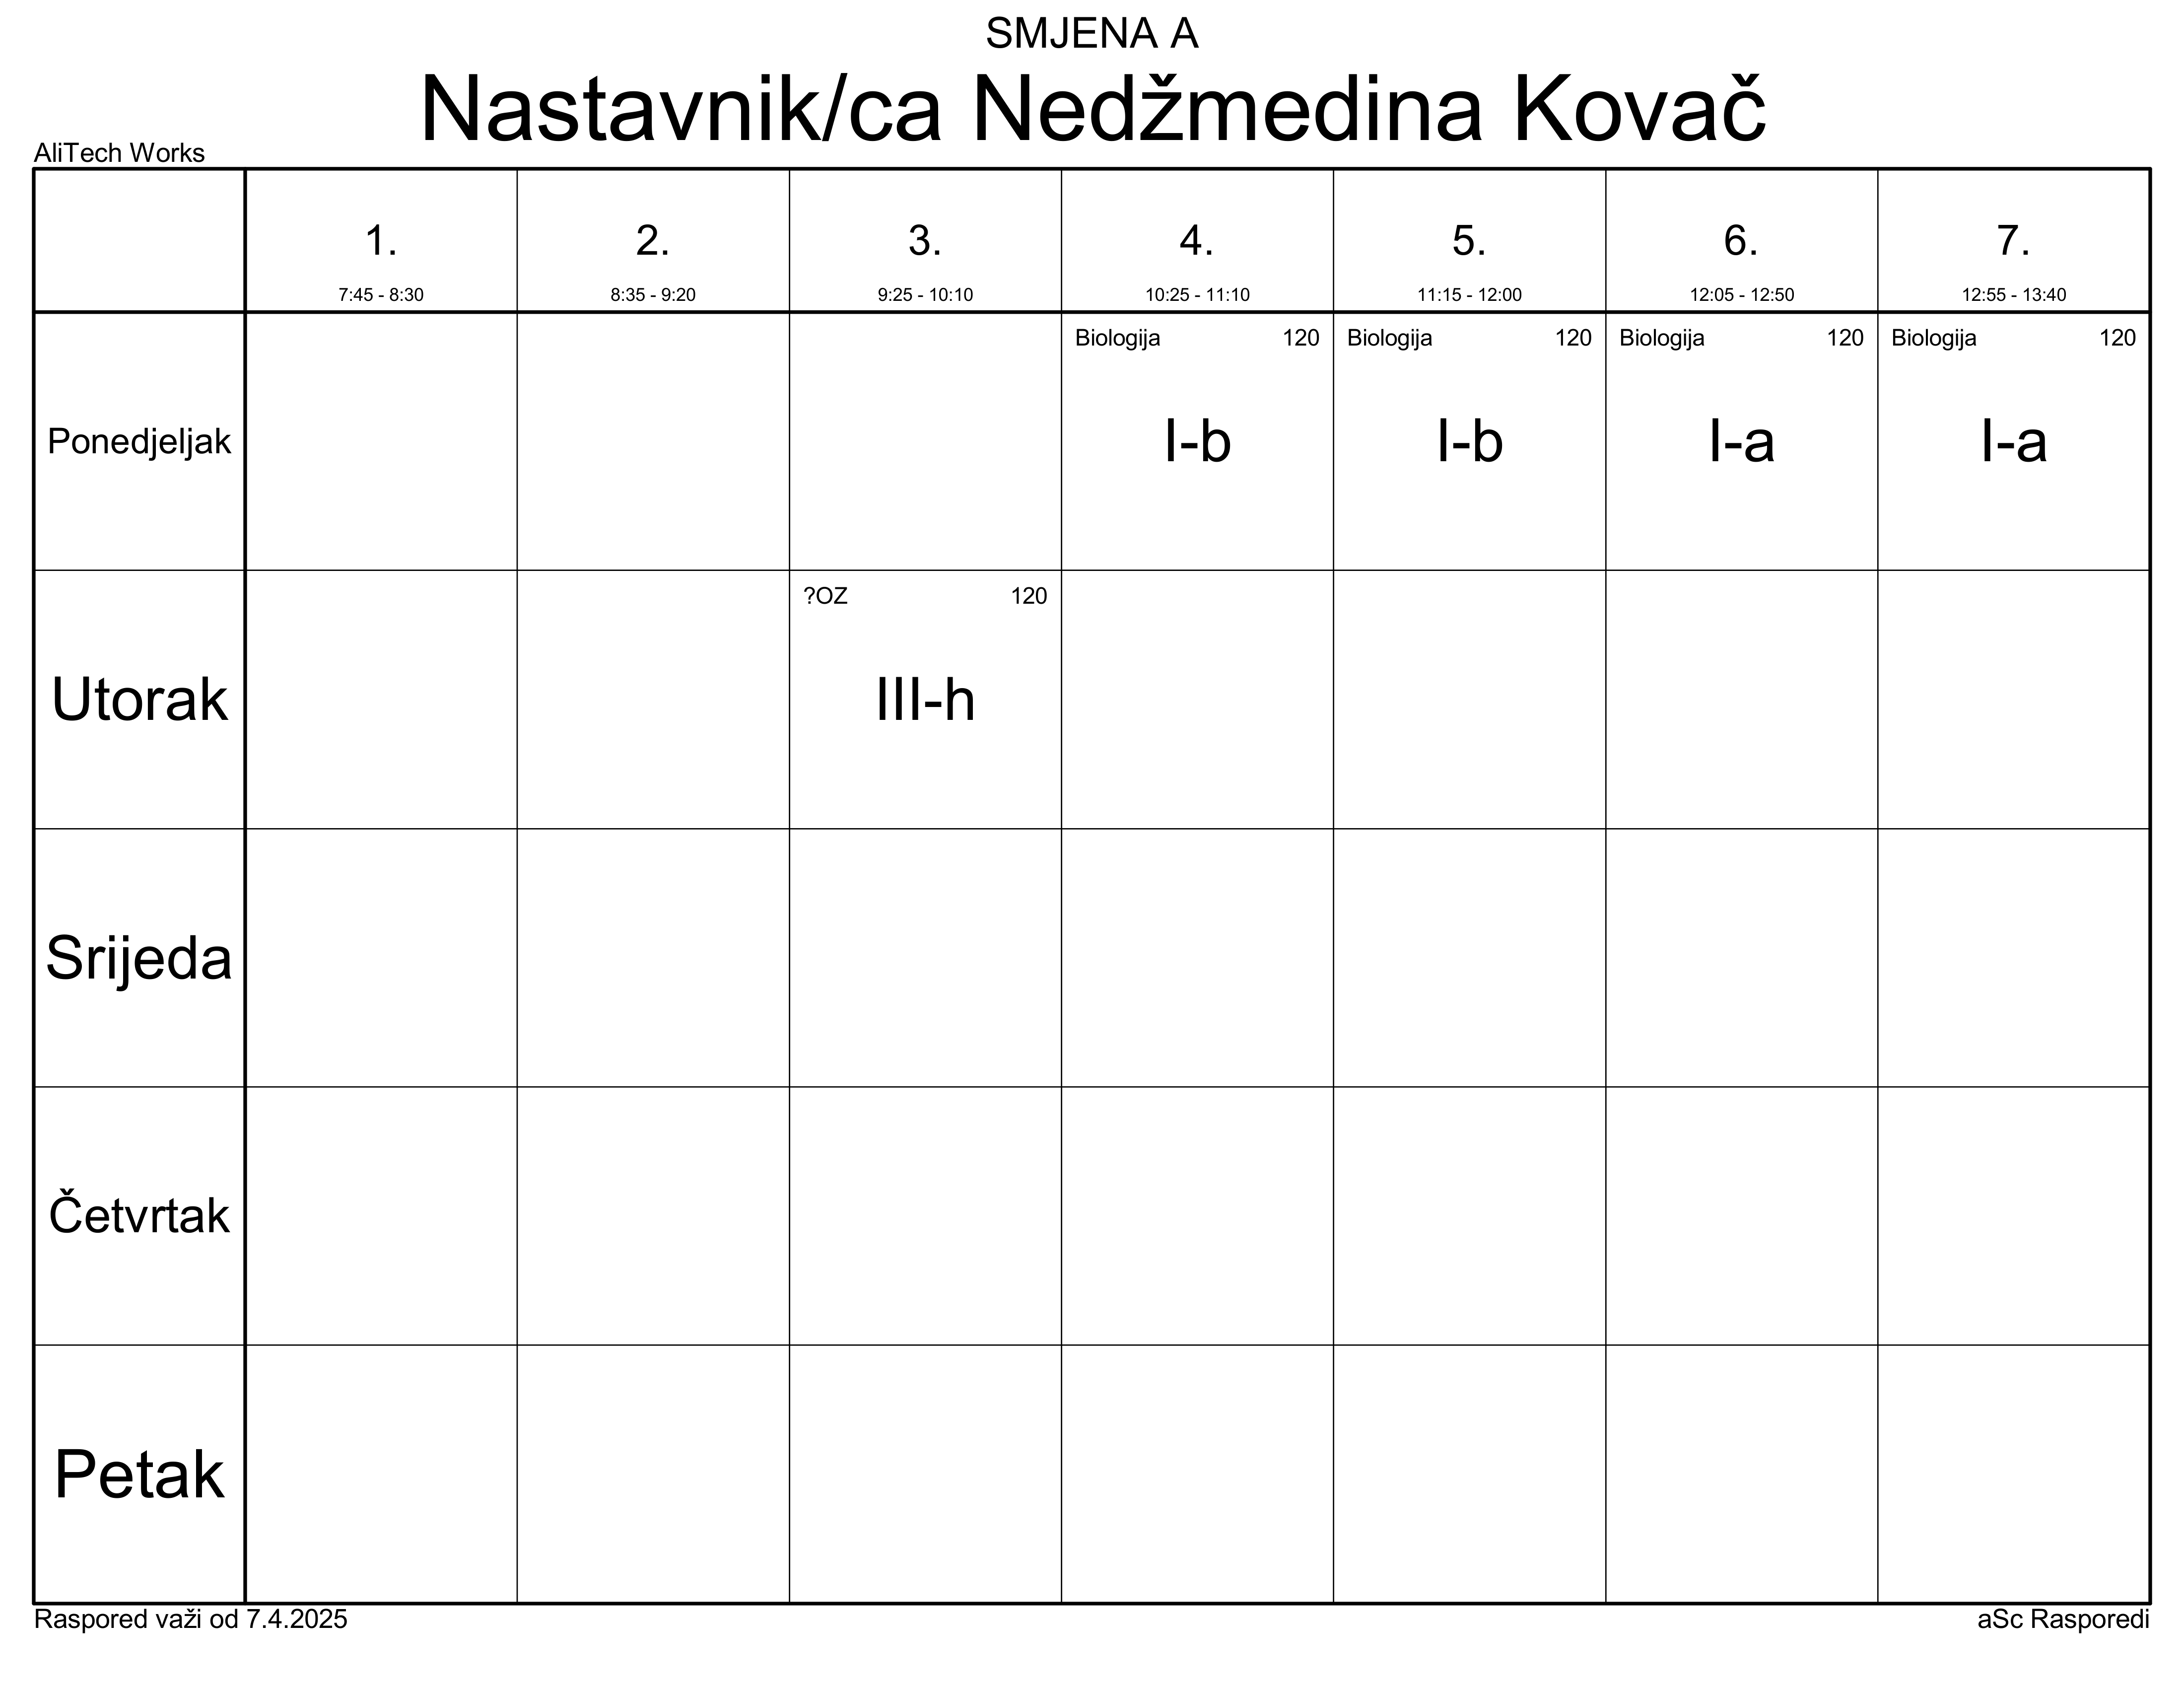 SMJENA A
Nastavnik/ca Nedžmedina Kovač
AliTech Works
1. 2. 3. 4. 5. 6. 7.
7:45 - 8:30 8:35 - 9:20 9:25 - 10:10 10:25 - 11:10 11:15 - 12:00 12:05 - 12:50 12:55 - 13:40
Biologija 120 Biologija 120 Biologija 120 Biologija 120
Ponedjeljak I-b I-b I-a I-a
?OZ 120
Utorak III-h
Srijeda
Četvrtak
Petak
Raspored važi od 7.4.2025 aSc Rasporedi